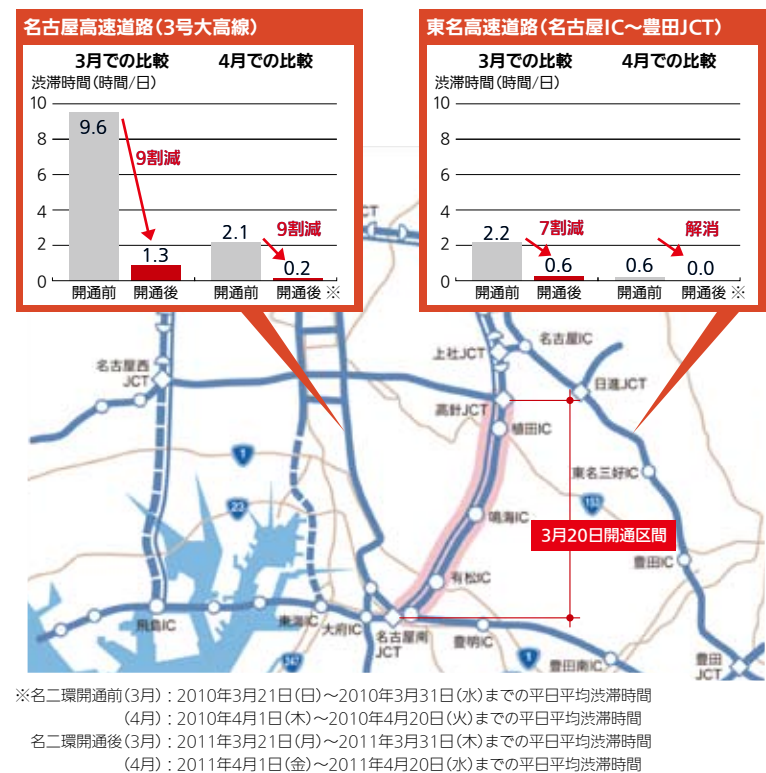 名古屋高速道路（3号大高線）
3月での比較 4月での比較
渋滞時間（時間/日）
10
8
6
4
2
0
9.6
9割減
1.3
2.1
9割減
0.2
開通前 開通後 開通前 開通後 ※
東名高速道路（名古屋IC～豊田JCT）
3月での比較 4月での比較
渋滞時間（時間/日）
10
8
6
4
2
0
2.2
7割減
0.6
0.6
解消
0.0
開通前 開通後 開通前 開通後 ※
CT
名古屋西
JCT
上社JCT
名古屋IC
日進JCT
高針JCT
植田IC
1
東名三好IC
23
153
鳴海IC
3月20日開通区間
豊田IC
有松IC
飛島IC
東海IC
大府IC
名古屋南
JCT
豊明IC
247
1
豊田南IC
豊田
JCT
※名二環開通前（3月）：2010年3月21日（日）～2010年3月31日（水）までの平日平均渋滞時間
（4月）：2010年4月1日（木）～2010年4月20日（火）までの平日平均渋滞時間
名二環開通後（3月）：2011年3月21日（月）～2011年3月31日（木）までの平日平均渋滞時間
（4月）：2011年4月1日（金）～2011年4月20日（水）までの平日平均渋滞時間